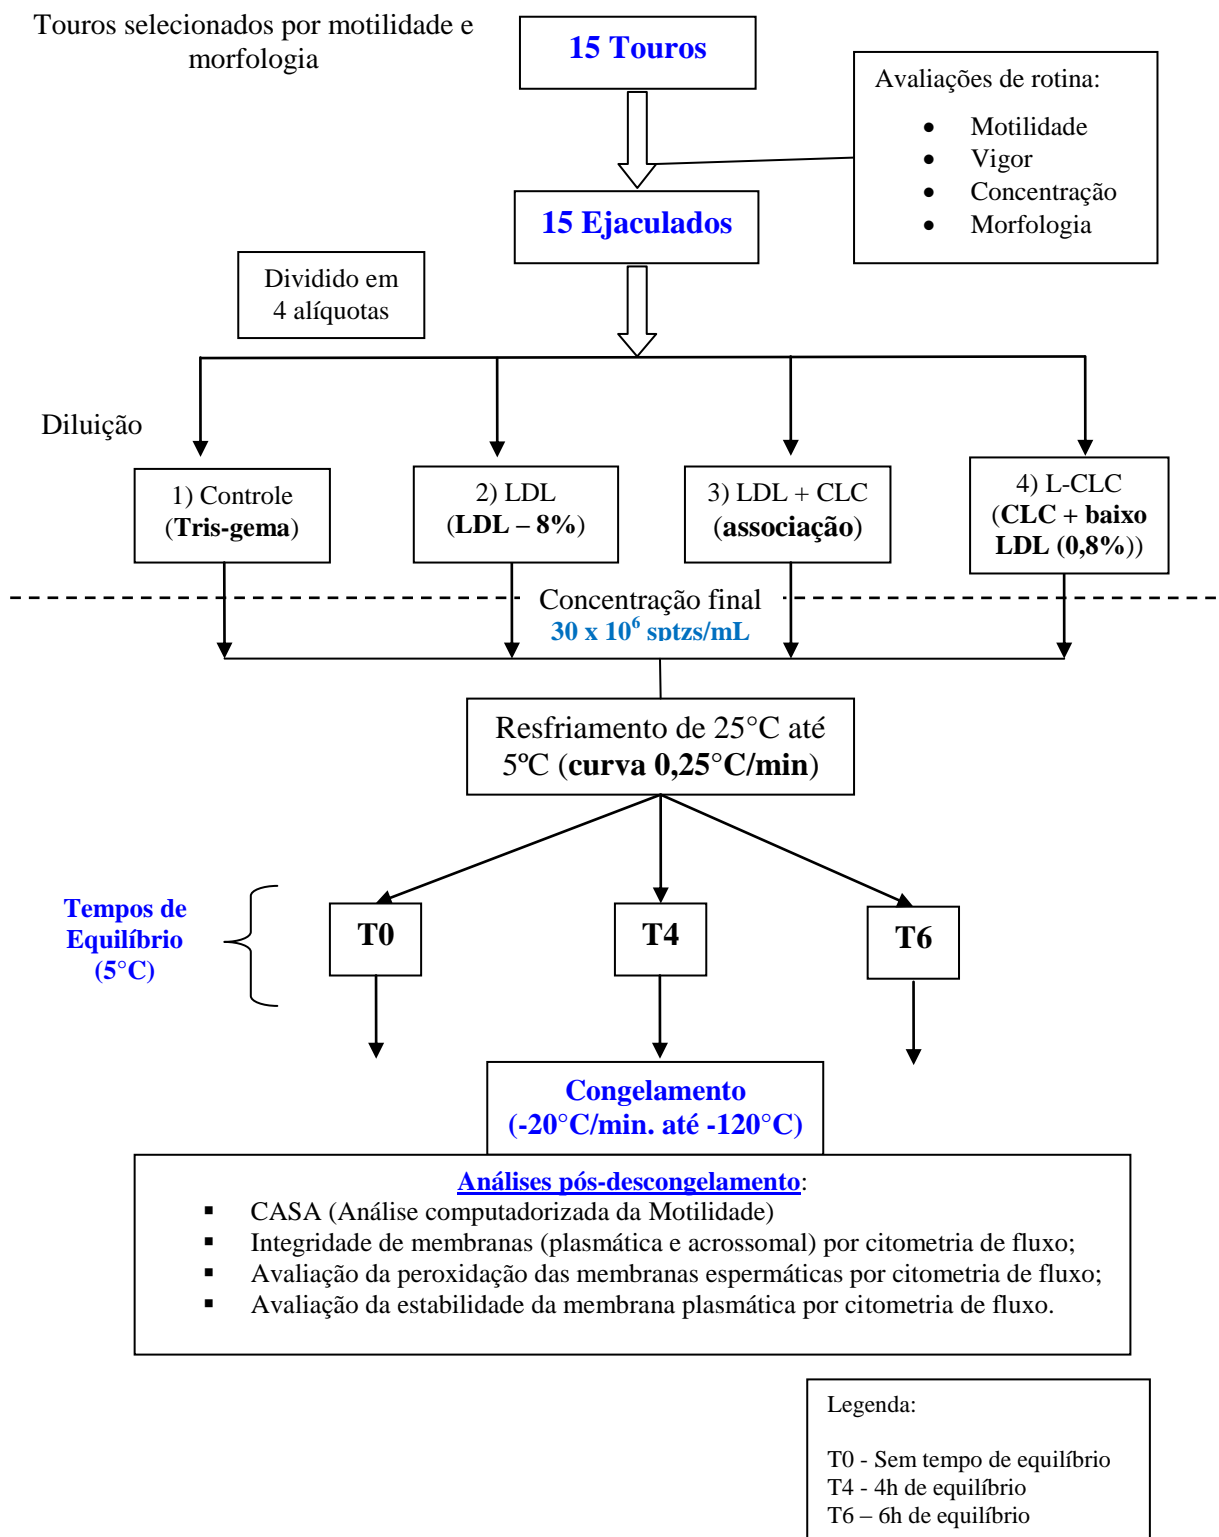 Touros selecionados por motilidade e
morfologia
15 Touros
Avaliações de rotina:
• Motilidade
• Vigor
• Concentração
• Morfologia
15 Ejaculados
Dividido em
4 alíquotas
Diluição
1) Controle
(Tris-gema)
2) LDL
(LDL – 8%)
3) LDL + CLC
(associação)
4) L-CLC
(CLC + baixo
LDL (0,8%))
Concentração final
30 x 10⁶ sptzs/mL
Resfriamento de 25°C até
5ºC (curva 0,25°C/min)
Tempos de
Equilíbrio
(5°C)
T0
T4
T6
Congelamento
(-20°C/min. até -120°C)
Análises pós-descongelamento:
▪ CASA (Análise computadorizada da Motilidade)
▪ Integridade de membranas (plasmática e acrossomal) por citometria de fluxo;
▪ Avaliação da peroxidação das membranas espermáticas por citometria de fluxo;
▪ Avaliação da estabilidade da membrana plasmática por citometria de fluxo.
Legenda:
T0 - Sem tempo de equilíbrio
T4 - 4h de equilíbrio
T6 – 6h de equilíbrio